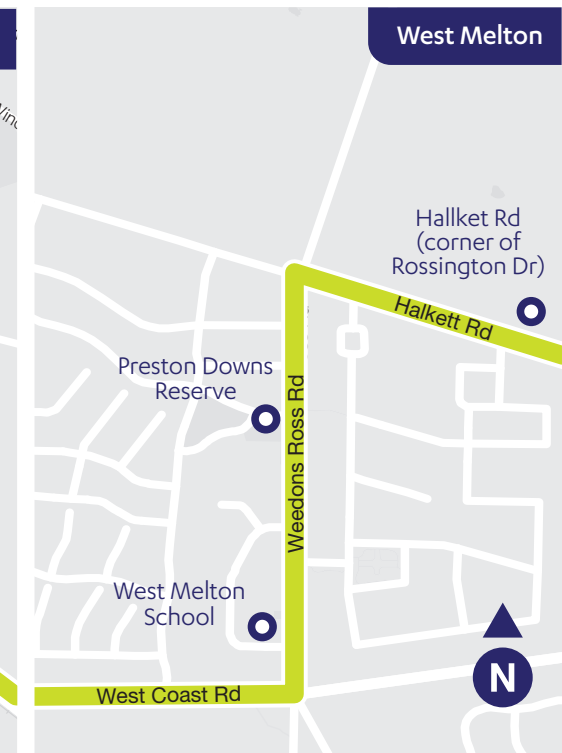 West Melton
Hallket Rd
(corner of
Rossington Dr)
Halkett Rd
Preston Downs
Reserve
Weedons Ross Rd
West Melton
School
West Coast Rd
N